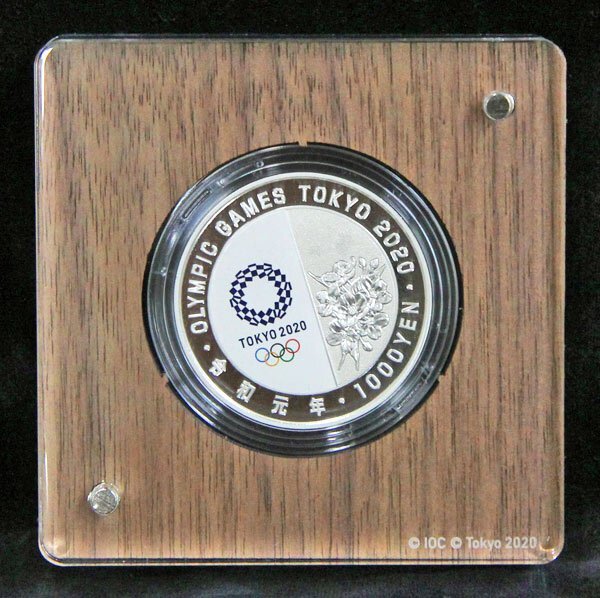 OLYMPIC GAMES TOKYO 2020
TOKYO 2020
・令和元年・1000YEN・
© IOC © Tokyo 2020